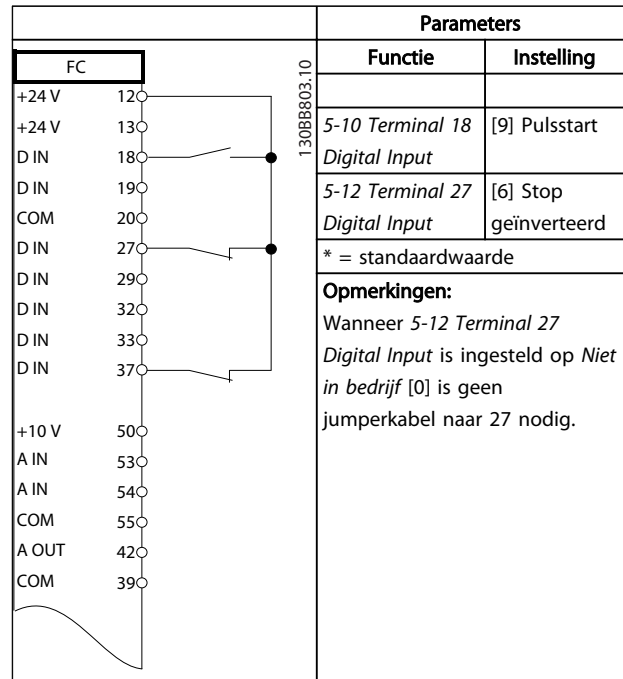 Parameters
Functie Instelling
FC
+24 V 12
+24 V 13
D IN 18
D IN 19
COM 20
D IN 27
D IN 29
D IN 32
D IN 33
D IN 37
+10 V 50
A IN 53
A IN 54
COM 55
A OUT 42
COM 39
130BB803.10
5-10 Terminal 18 [9] Pulsstart
Digital Input
5-12 Terminal 27 [6] Stop
Digital Input geïnverteerd
* = standaardwaarde
Opmerkingen:
Wanneer 5-12 Terminal 27
Digital Input is ingesteld op Niet
in bedrijf [0] is geen
jumperkabel naar 27 nodig.